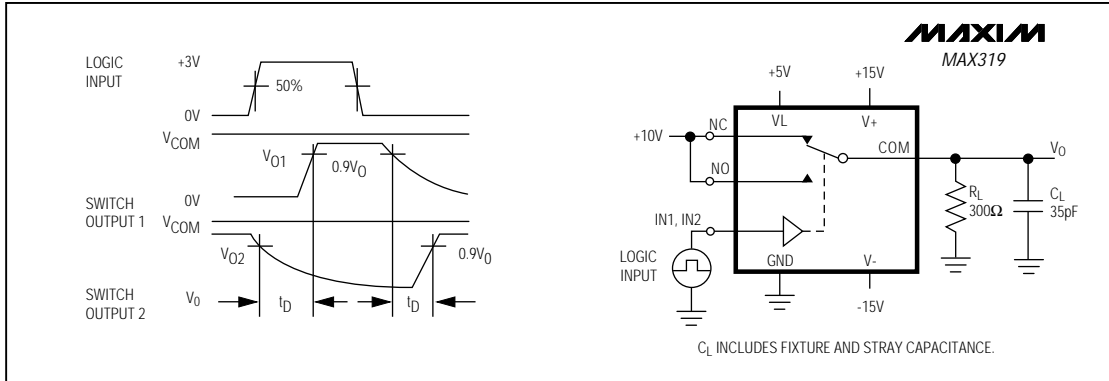 LOGIC
INPUT
+3V
50%
0V
VCOM
VO1
0.9VO
0V
SWITCH
OUTPUT 1
VCOM
VO2
0.9VO
SWITCH
OUTPUT 2
VO
tD
tD
MAXIM
MAX319
+5V
+15V
VL
V+
+10V
NC
COM
VO
NO
RL
300Ω
CL
35pF
IN1, IN2
LOGIC
INPUT
GND
V-
-15V
CL INCLUDES FIXTURE AND STRAY CAPACITANCE.